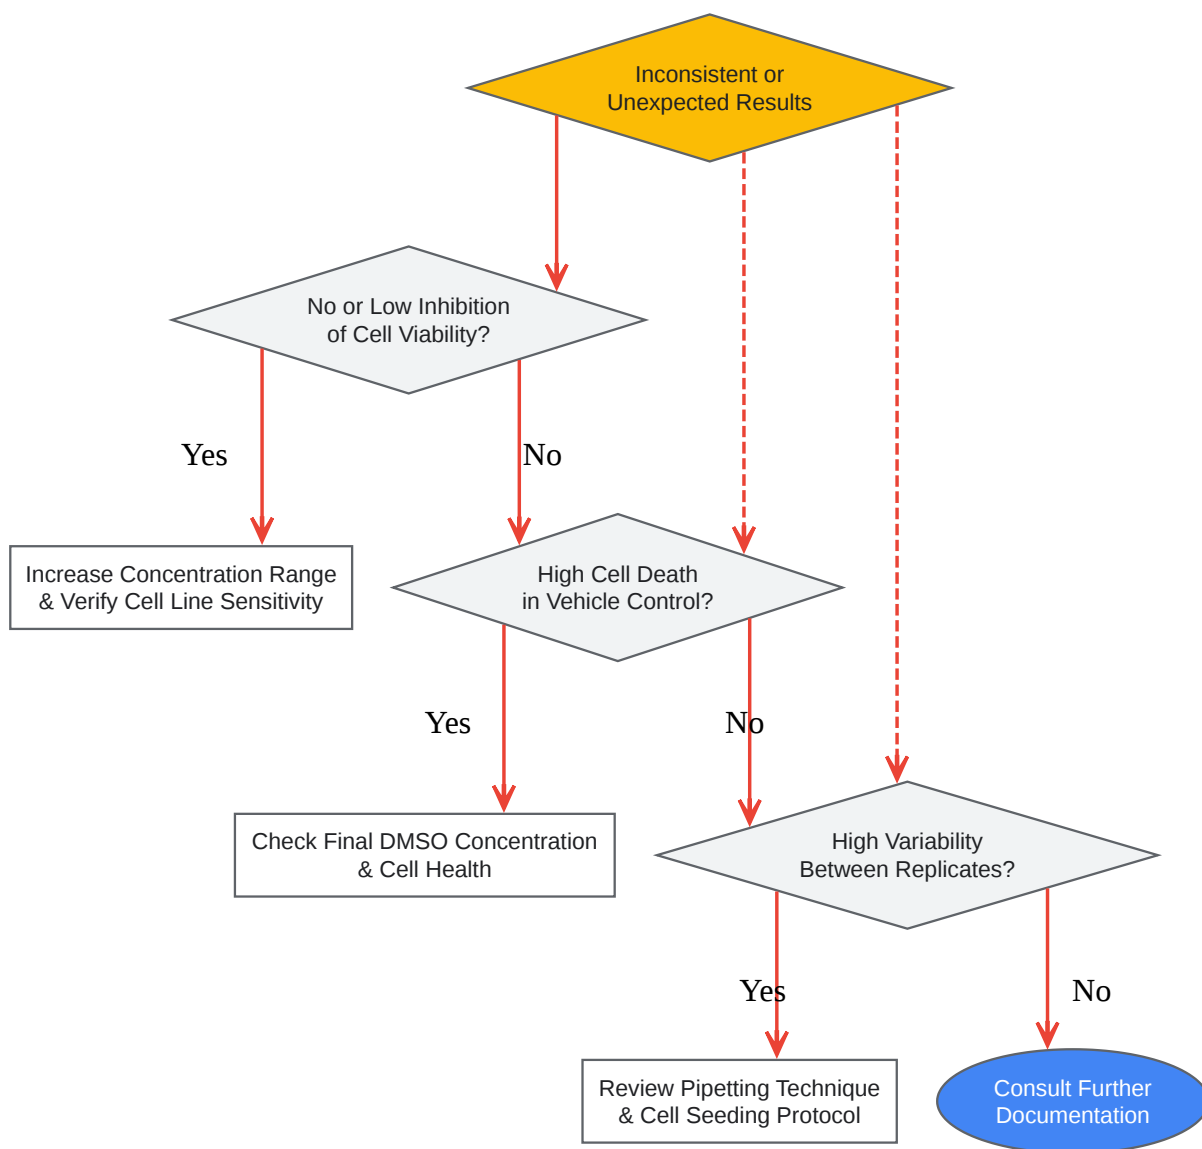 Inconsistent or
Unexpected Results
No or Low Inhibition
of Cell Viability?
Yes
No
Increase Concentration Range
& Verify Cell Line Sensitivity
High Cell Death
in Vehicle Control?
Yes
No
Check Final DMSO Concentration
& Cell Health
High Variability
Between Replicates?
Yes
No
Review Pipetting Technique
& Cell Seeding Protocol
Consult Further
Documentation